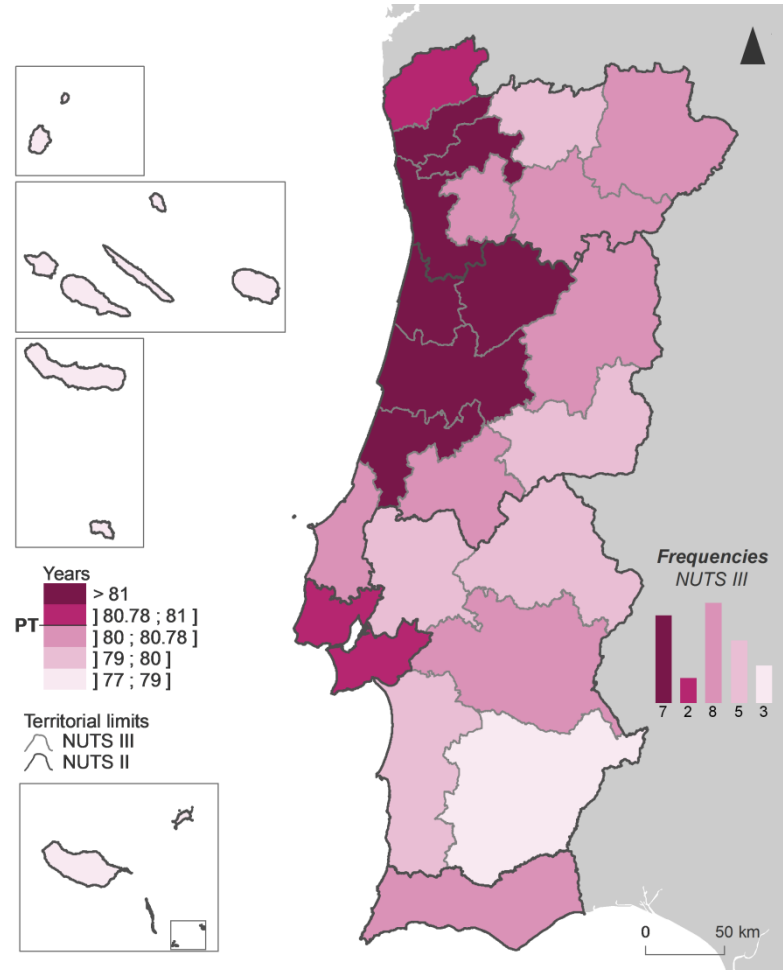 Years
> 81
] 80.78 ; 81 ]
PT
] 80 ; 80.78 ]
] 79 ; 80 ]
] 77 ; 79 ]
Territorial limits
NUTS III
NUTS II
Frequencies
NUTS III
7 2 8 5 3
0 50 km